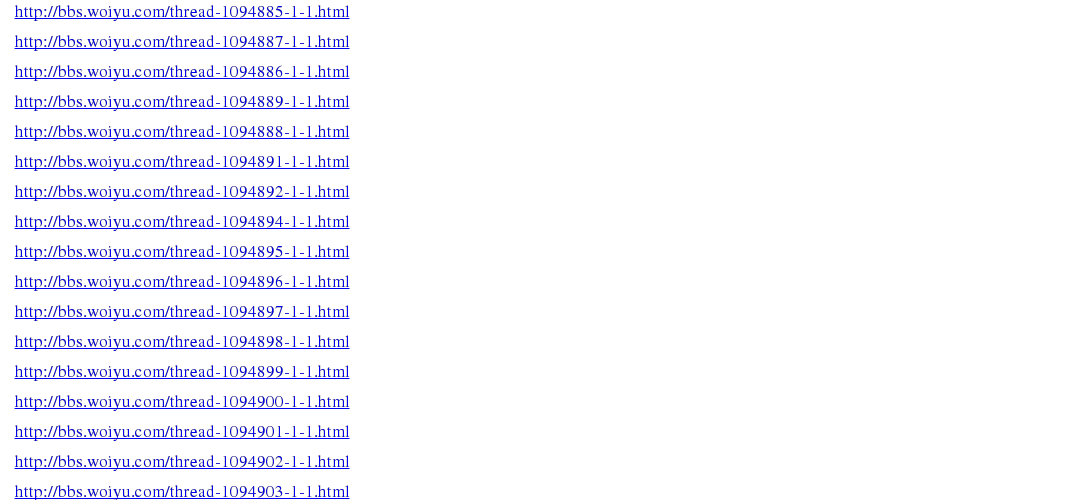 http://bbs.woiyu.com/thread-1094885-1-1.html
http://bbs.woiyu.com/thread-1094887-1-1.html
http://bbs.woiyu.com/thread-1094886-1-1.html
http://bbs.woiyu.com/thread-1094889-1-1.html
http://bbs.woiyu.com/thread-1094888-1-1.html
http://bbs.woiyu.com/thread-1094891-1-1.html
http://bbs.woiyu.com/thread-1094892-1-1.html
http://bbs.woiyu.com/thread-1094894-1-1.html
http://bbs.woiyu.com/thread-1094895-1-1.html
http://bbs.woiyu.com/thread-1094896-1-1.html
http://bbs.woiyu.com/thread-1094897-1-1.html
http://bbs.woiyu.com/thread-1094898-1-1.html
http://bbs.woiyu.com/thread-1094899-1-1.html
http://bbs.woiyu.com/thread-1094900-1-1.html
http://bbs.woiyu.com/thread-1094901-1-1.html
http://bbs.woiyu.com/thread-1094902-1-1.html
http://bbs.woiyu.com/thread-1094903-1-1.html